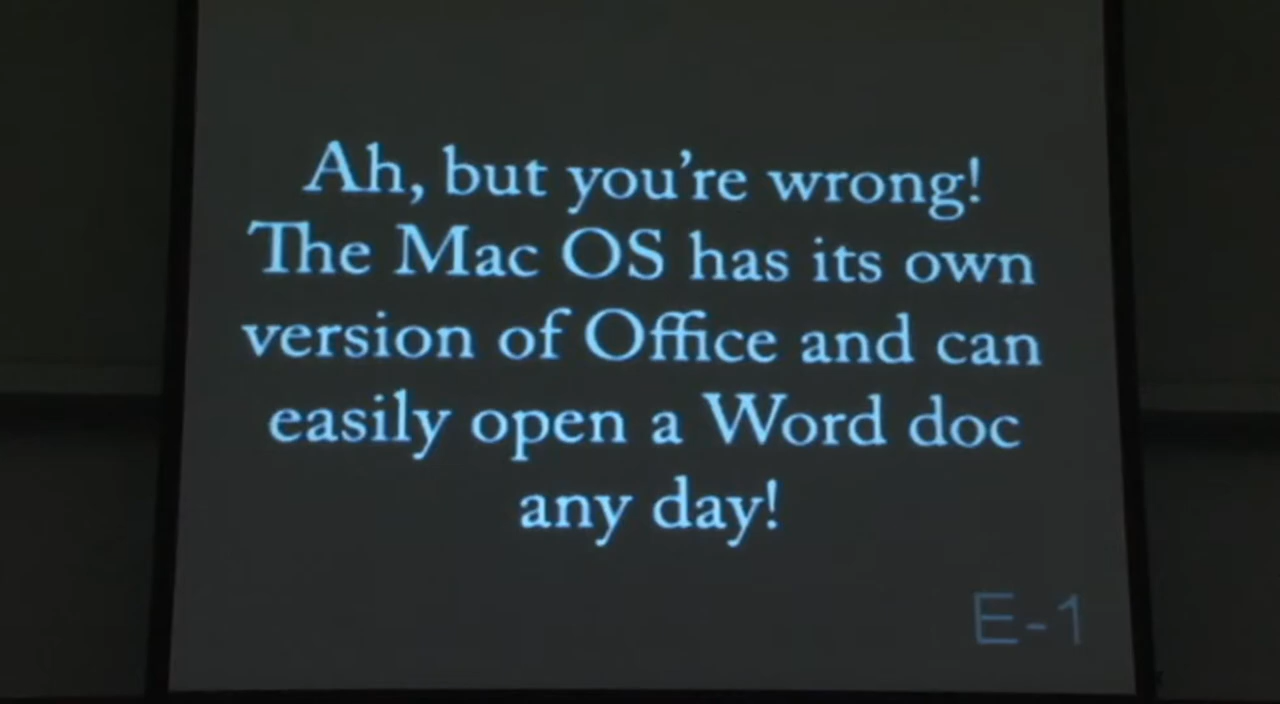 Ah, but you’re wrong!
The Mac OS has its own
version of Office and can
easily open a Word doc
any day!
E-1